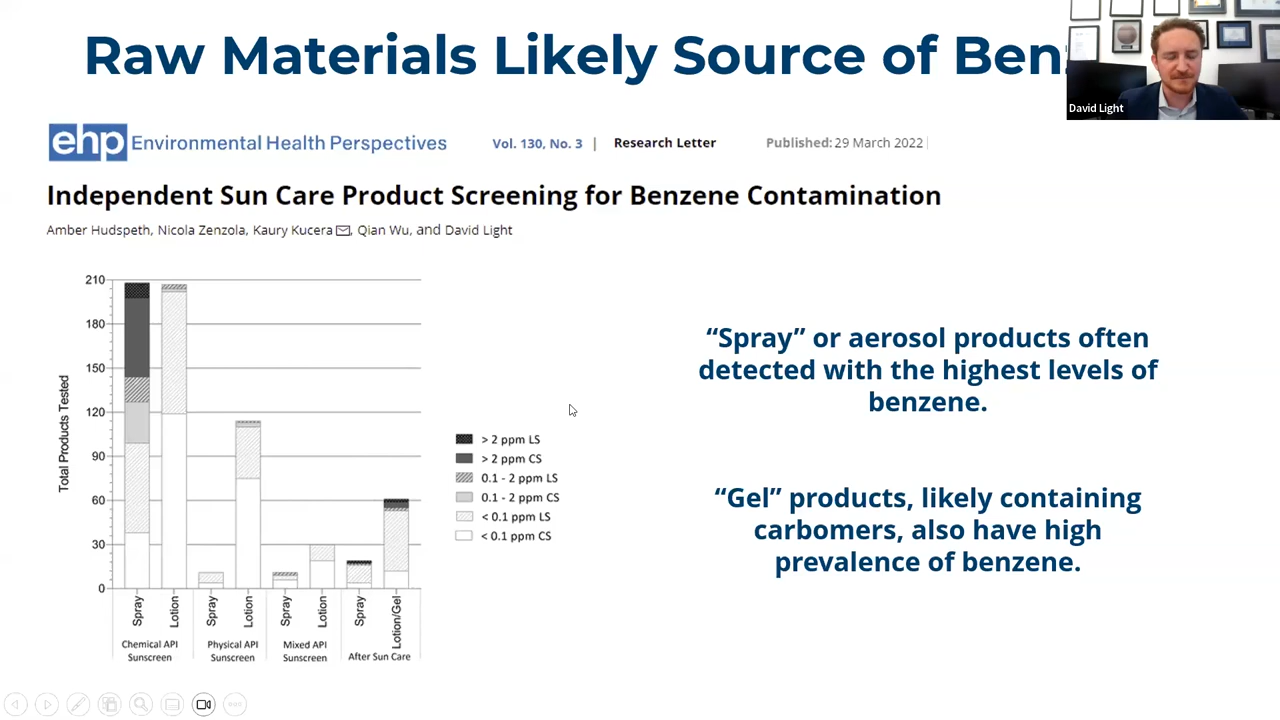 Raw Materials Likely Source of Ben
David Light
ehp Environmental Health Perspectives Vol. 130, No. 3 | Research Letter Published: 29 March 2022
Independent Sun Care Product Screening for Benzene Contamination
Amber Hudspeth, Nicola Zenzola, Kaury Kucera, Qian Wu, and David Light
210
180
150
120
90
60
30
0
Total Products Tested
Spray
Lotion
Spray
Lotion
Spray
Lotion
Spray
Lotion/Gel
Chemical API
Sunscreen
Physical API
Sunscreen
Mixed API
Sunscreen
After Sun Care
> 2 ppm LS
> 2 ppm CS
0.1 - 2 ppm LS
0.1 - 2 ppm CS
< 0.1 ppm LS
< 0.1 ppm CS
“Spray” or aerosol products often
detected with the highest levels of
benzene.
“Gel” products, likely containing
carbomers, also have high
prevalence of benzene.